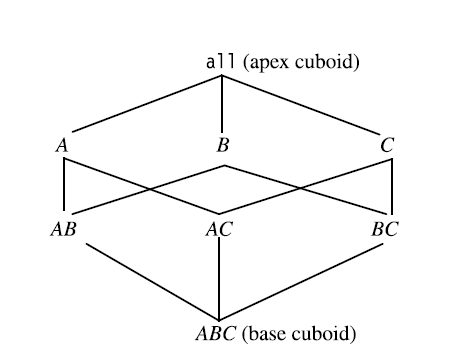 all (apex cuboid)
A B C
AB AC BC
ABC (base cuboid)